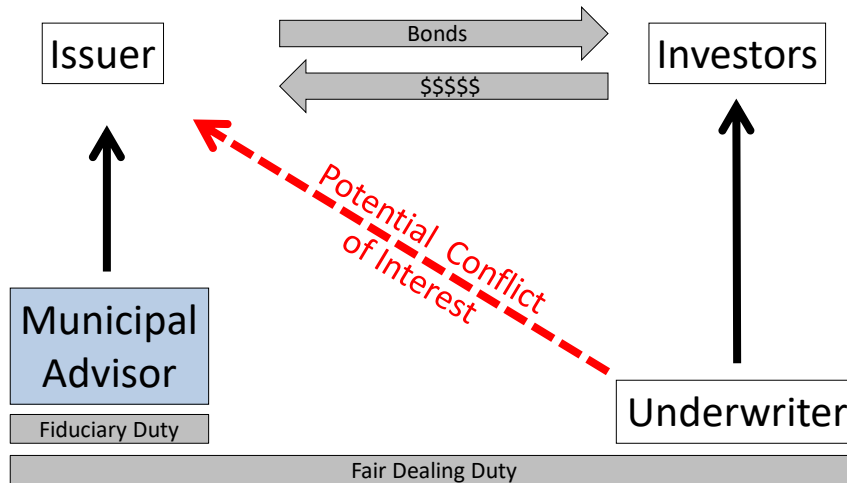 Issuer
Bonds
$$$$$
Investors
Potential Conflict
of Interest
Municipal
Advisor
Fiduciary Duty
Underwriter
Fair Dealing Duty